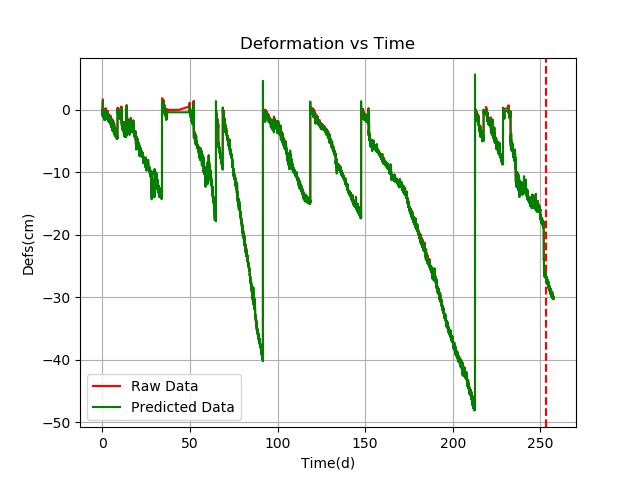 Deformation vs Time
0
−10
−20
−30
−40
−50
Defs(cm)
Raw Data
Predicted Data
0 50 100 150 200 250
Time(d)